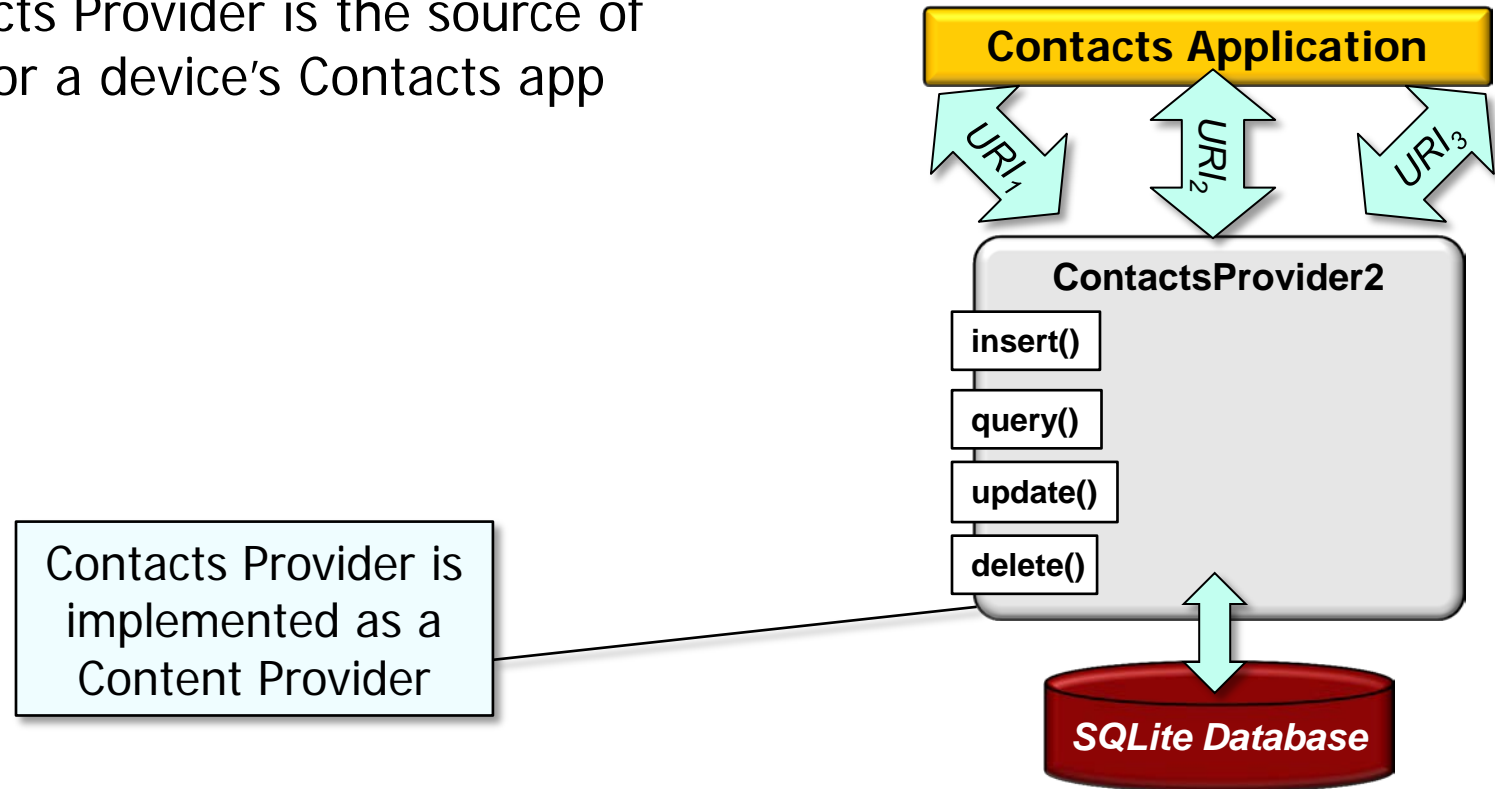 cts Provider is the source of
or a device's Contacts app
Contacts Application
URI1
URI2
URI3
ContactsProvider2
insert()
query()
update()
delete()
Contacts Provider is
implemented as a
Content Provider
SQLite Database